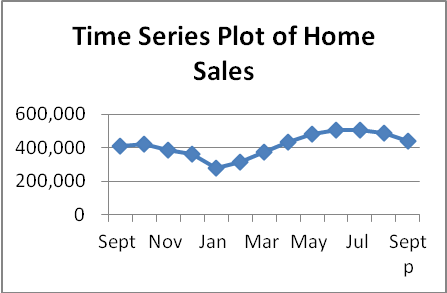 Time Series Plot of Home
Sales
600,000
400,000
200,000
0
Sept Nov Jan Mar May Jul Sept
p